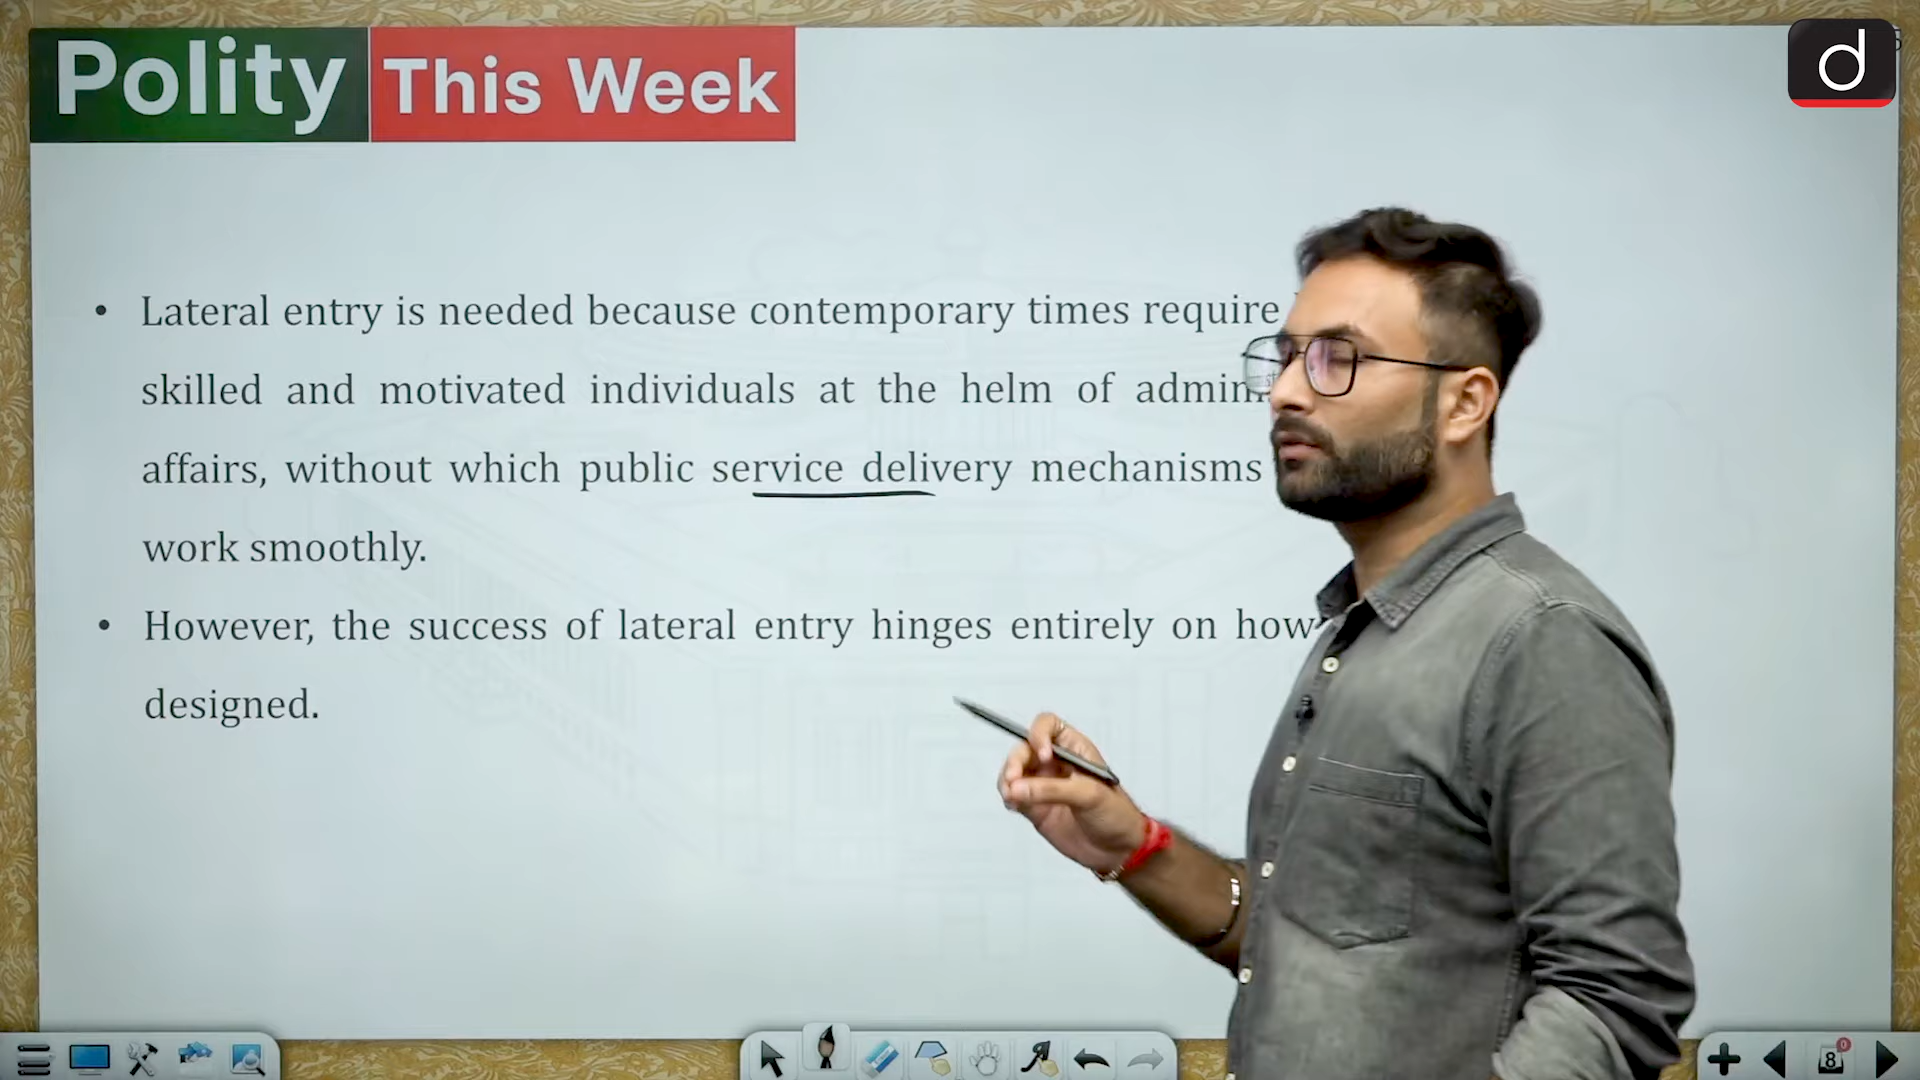 Polity This Week
d
• Lateral entry is needed because contemporary times require
skilled and motivated individuals at the helm of
affairs, without which public service delivery mechanisms
work smoothly.
• However, the success of lateral entry hinges entirely on how
designed.
8
0